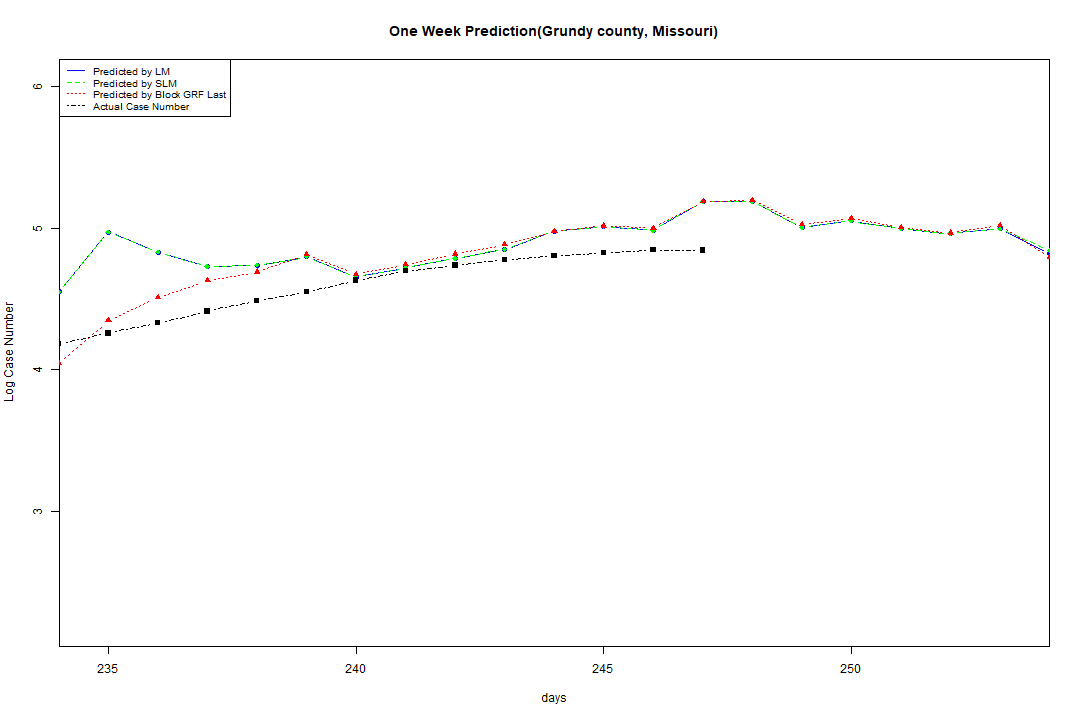 One Week Prediction(Grundy county, Missouri)
Predicted by LM
Predicted by SLM
Predicted by Block GRF Last
Actual Case Number
6
5
4
3
Log Case Number
235 240 245 250
days